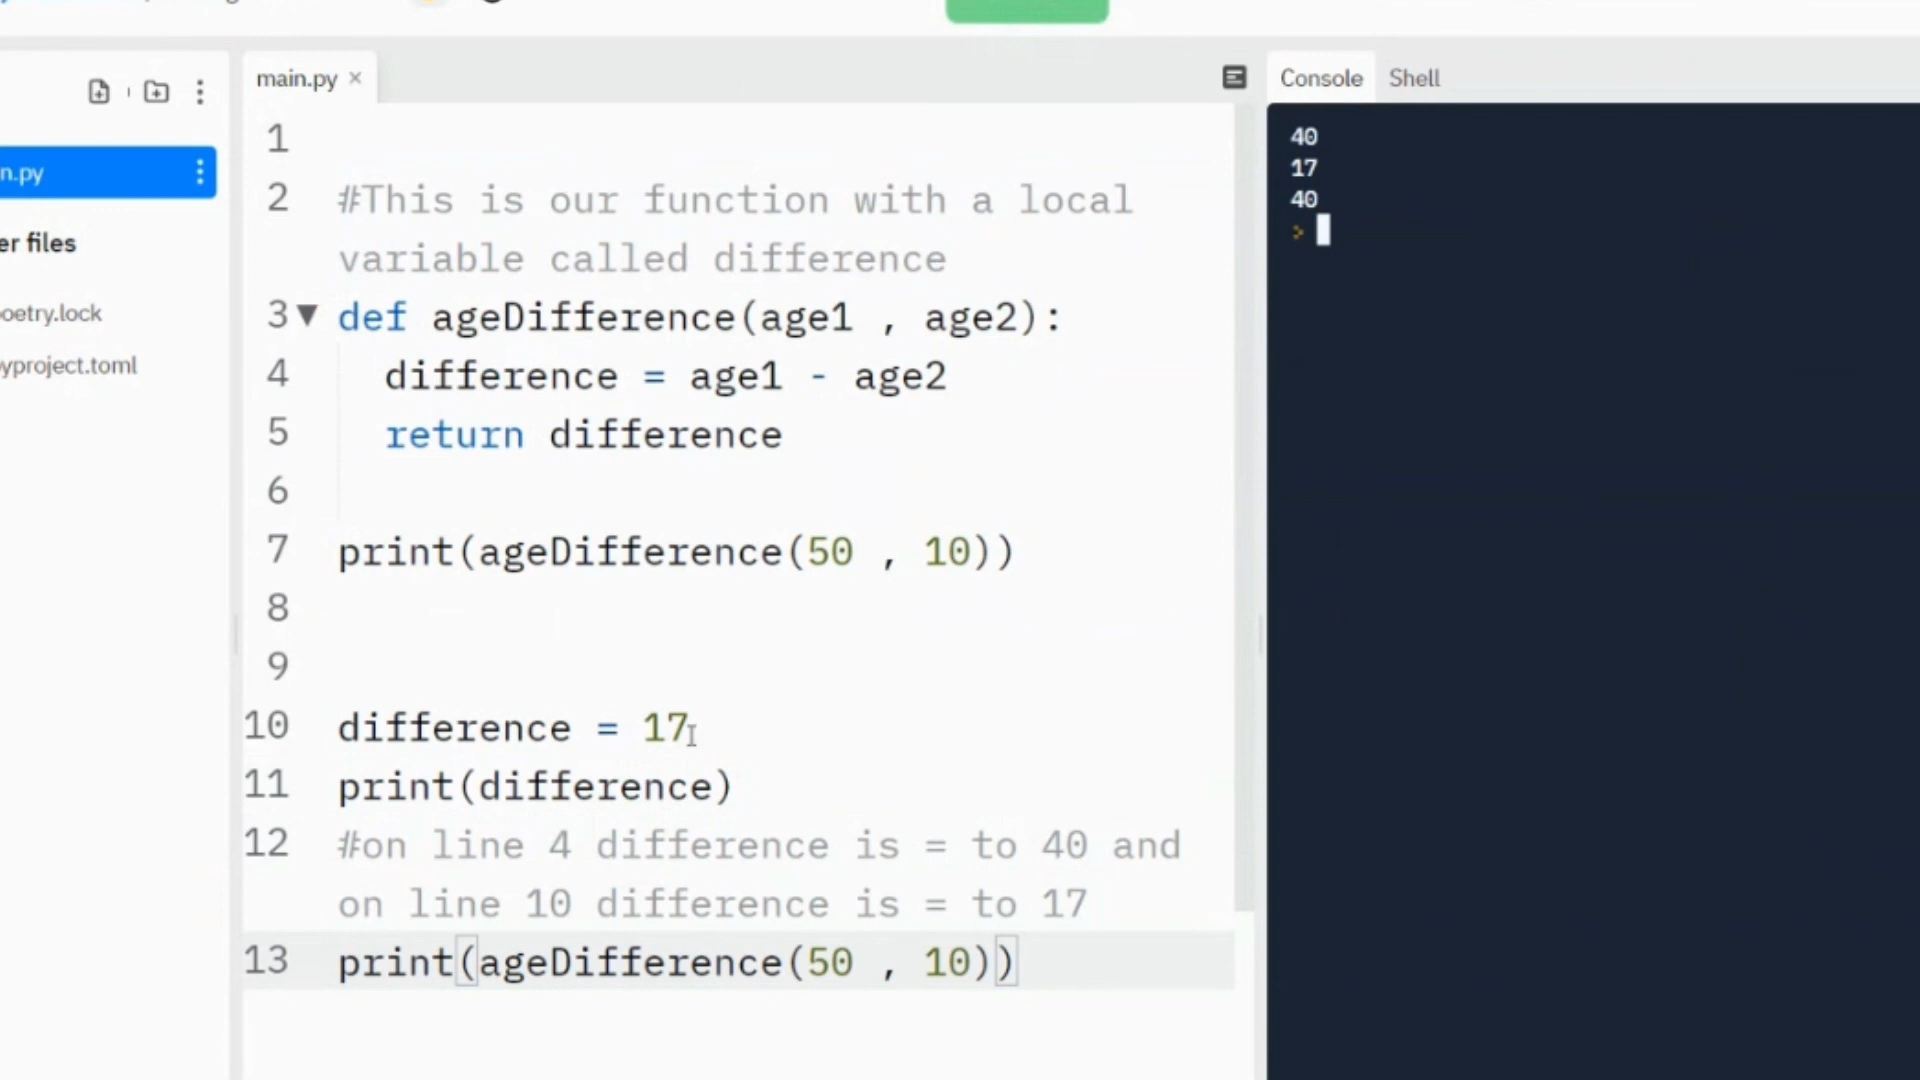 main.py
Console
Shell
n.py
er files
oetry.lock
yproject.toml
1
2 #This is our function with a local
variable called difference
3 def ageDifference(age1 , age2):
4 difference = age1 - age2
5 return difference
6
7 print(ageDifference(50 , 10))
8
9
10 difference = 17
11 print(difference)
12 #on line 4 difference is = to 40 and
on line 10 difference is = to 17
13 print(ageDifference(50 , 10))
40
17
40
>